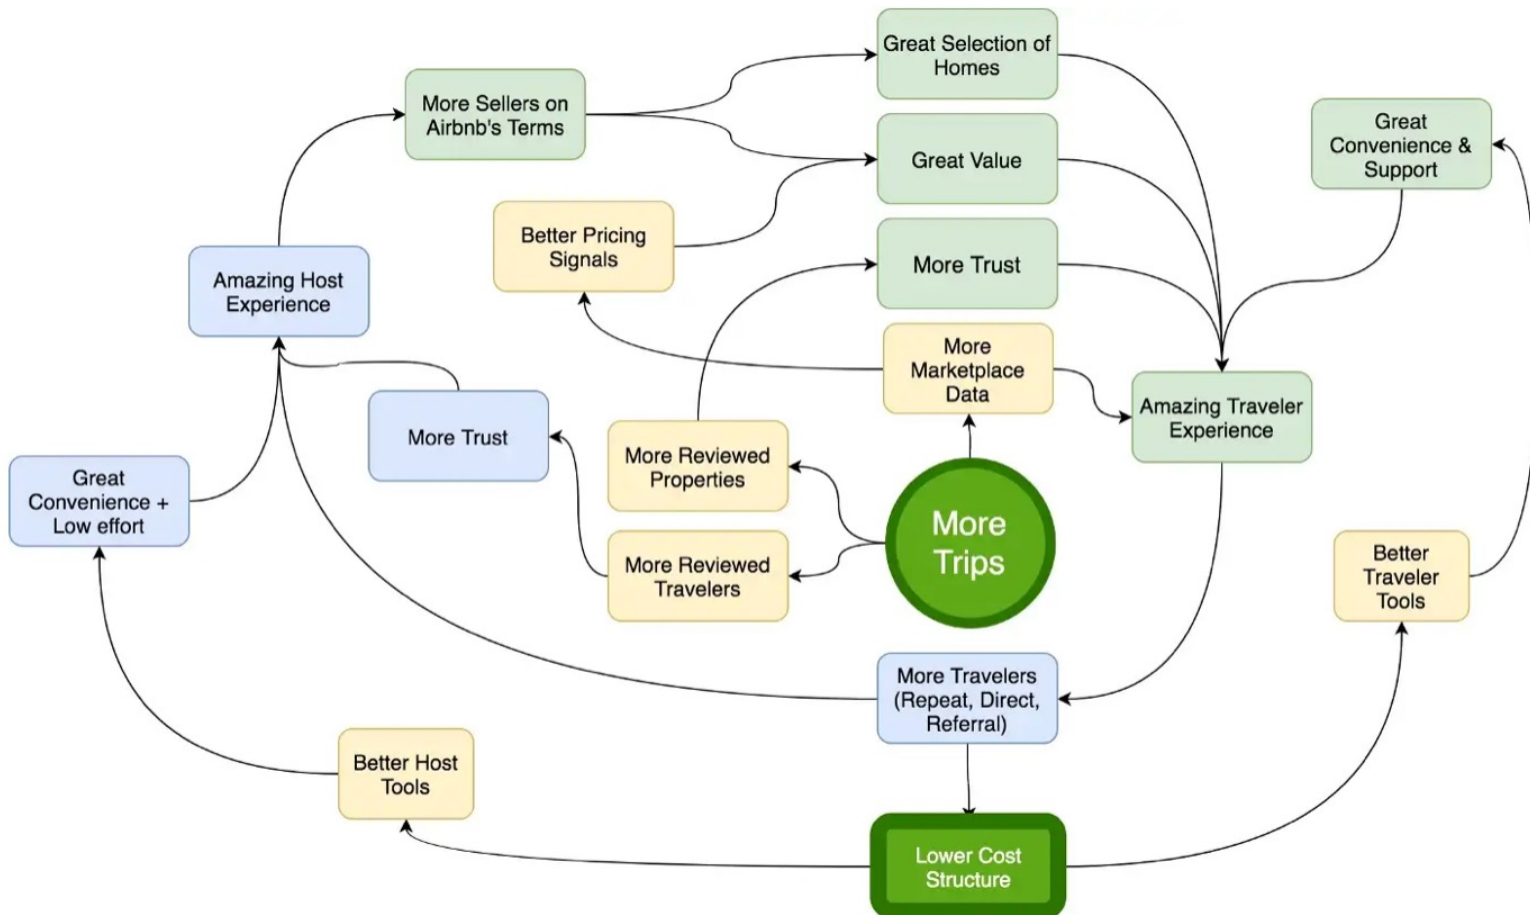 Great Selection of
Homes
More Sellers on
Airbnb's Terms
Great
Convenience &
Support
Great Value
Better Pricing
Signals
More Trust
Amazing Host
Experience
More
Marketplace
Data
Amazing Traveler
Experience
More Trust
More Reviewed
Properties
Great
Convenience +
Low effort
More
Trips
More Reviewed
Travelers
Better
Traveler
Tools
More Travelers
(Repeat, Direct,
Referral)
Better Host
Tools
Lower Cost
Structure